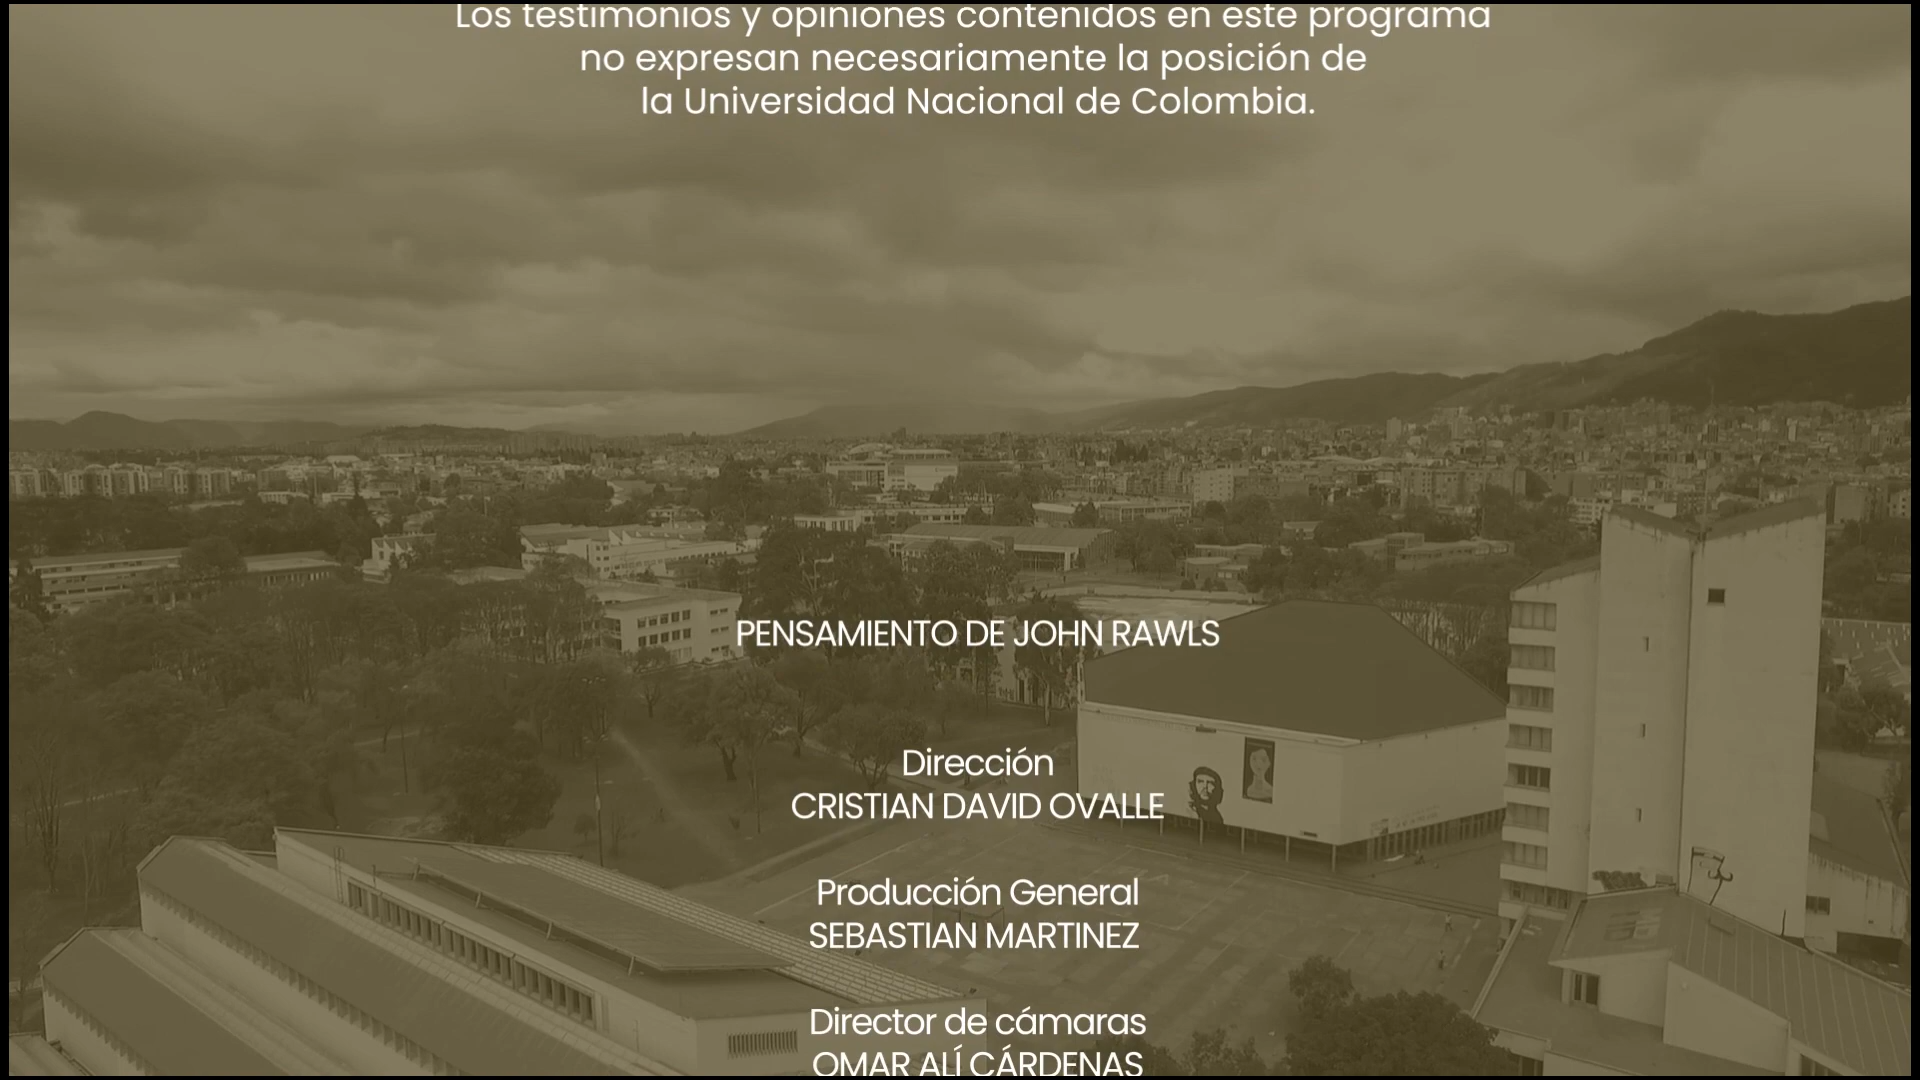 Los testimonios y opiniones contenidos en este programa
no expresan necesariamente la posición de
la Universidad Nacional de Colombia.
PENSAMIENTO DE JOHN RAWLS
Dirección
CRISTIAN DAVID OVALLE
Producción General
SEBASTIAN MARTINEZ
Director de cámaras
OMAR ALÍ CÁRDENAS